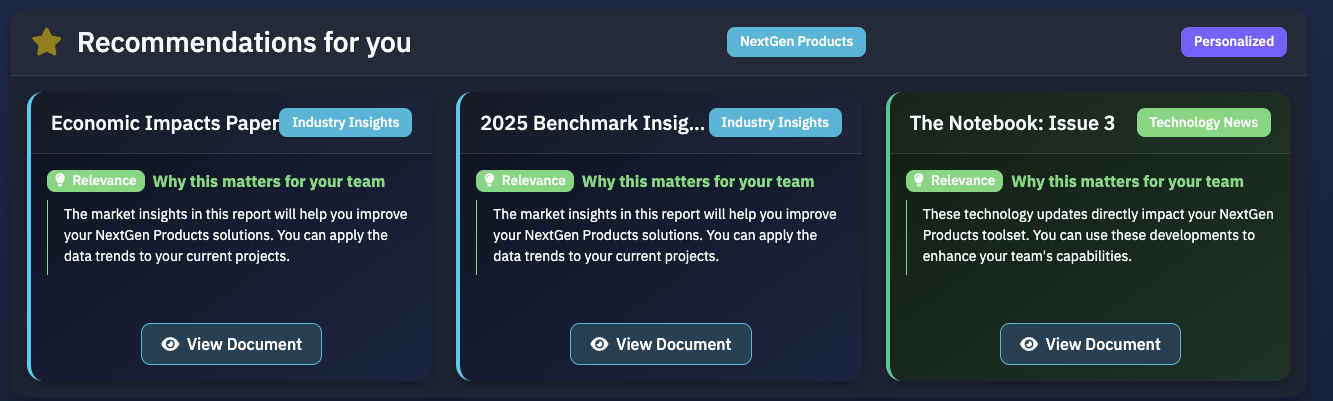 Recommendations for you
NextGen Products
Personalized
Economic Impacts Paper
Industry Insights
2025 Benchmark Insig...
Industry Insights
The Notebook: Issue 3
Technology News
Relevance
Why this matters for your team
The market insights in this report will help you improve
your NextGen Products solutions. You can apply the
data trends to your current projects.
View Document
Relevance
Why this matters for your team
The market insights in this report will help you improve
your NextGen Products solutions. You can apply the
data trends to your current projects.
View Document
Relevance
Why this matters for your team
These technology updates directly impact your NextGen
Products toolset. You can use these developments to
enhance your team's capabilities.
View Document